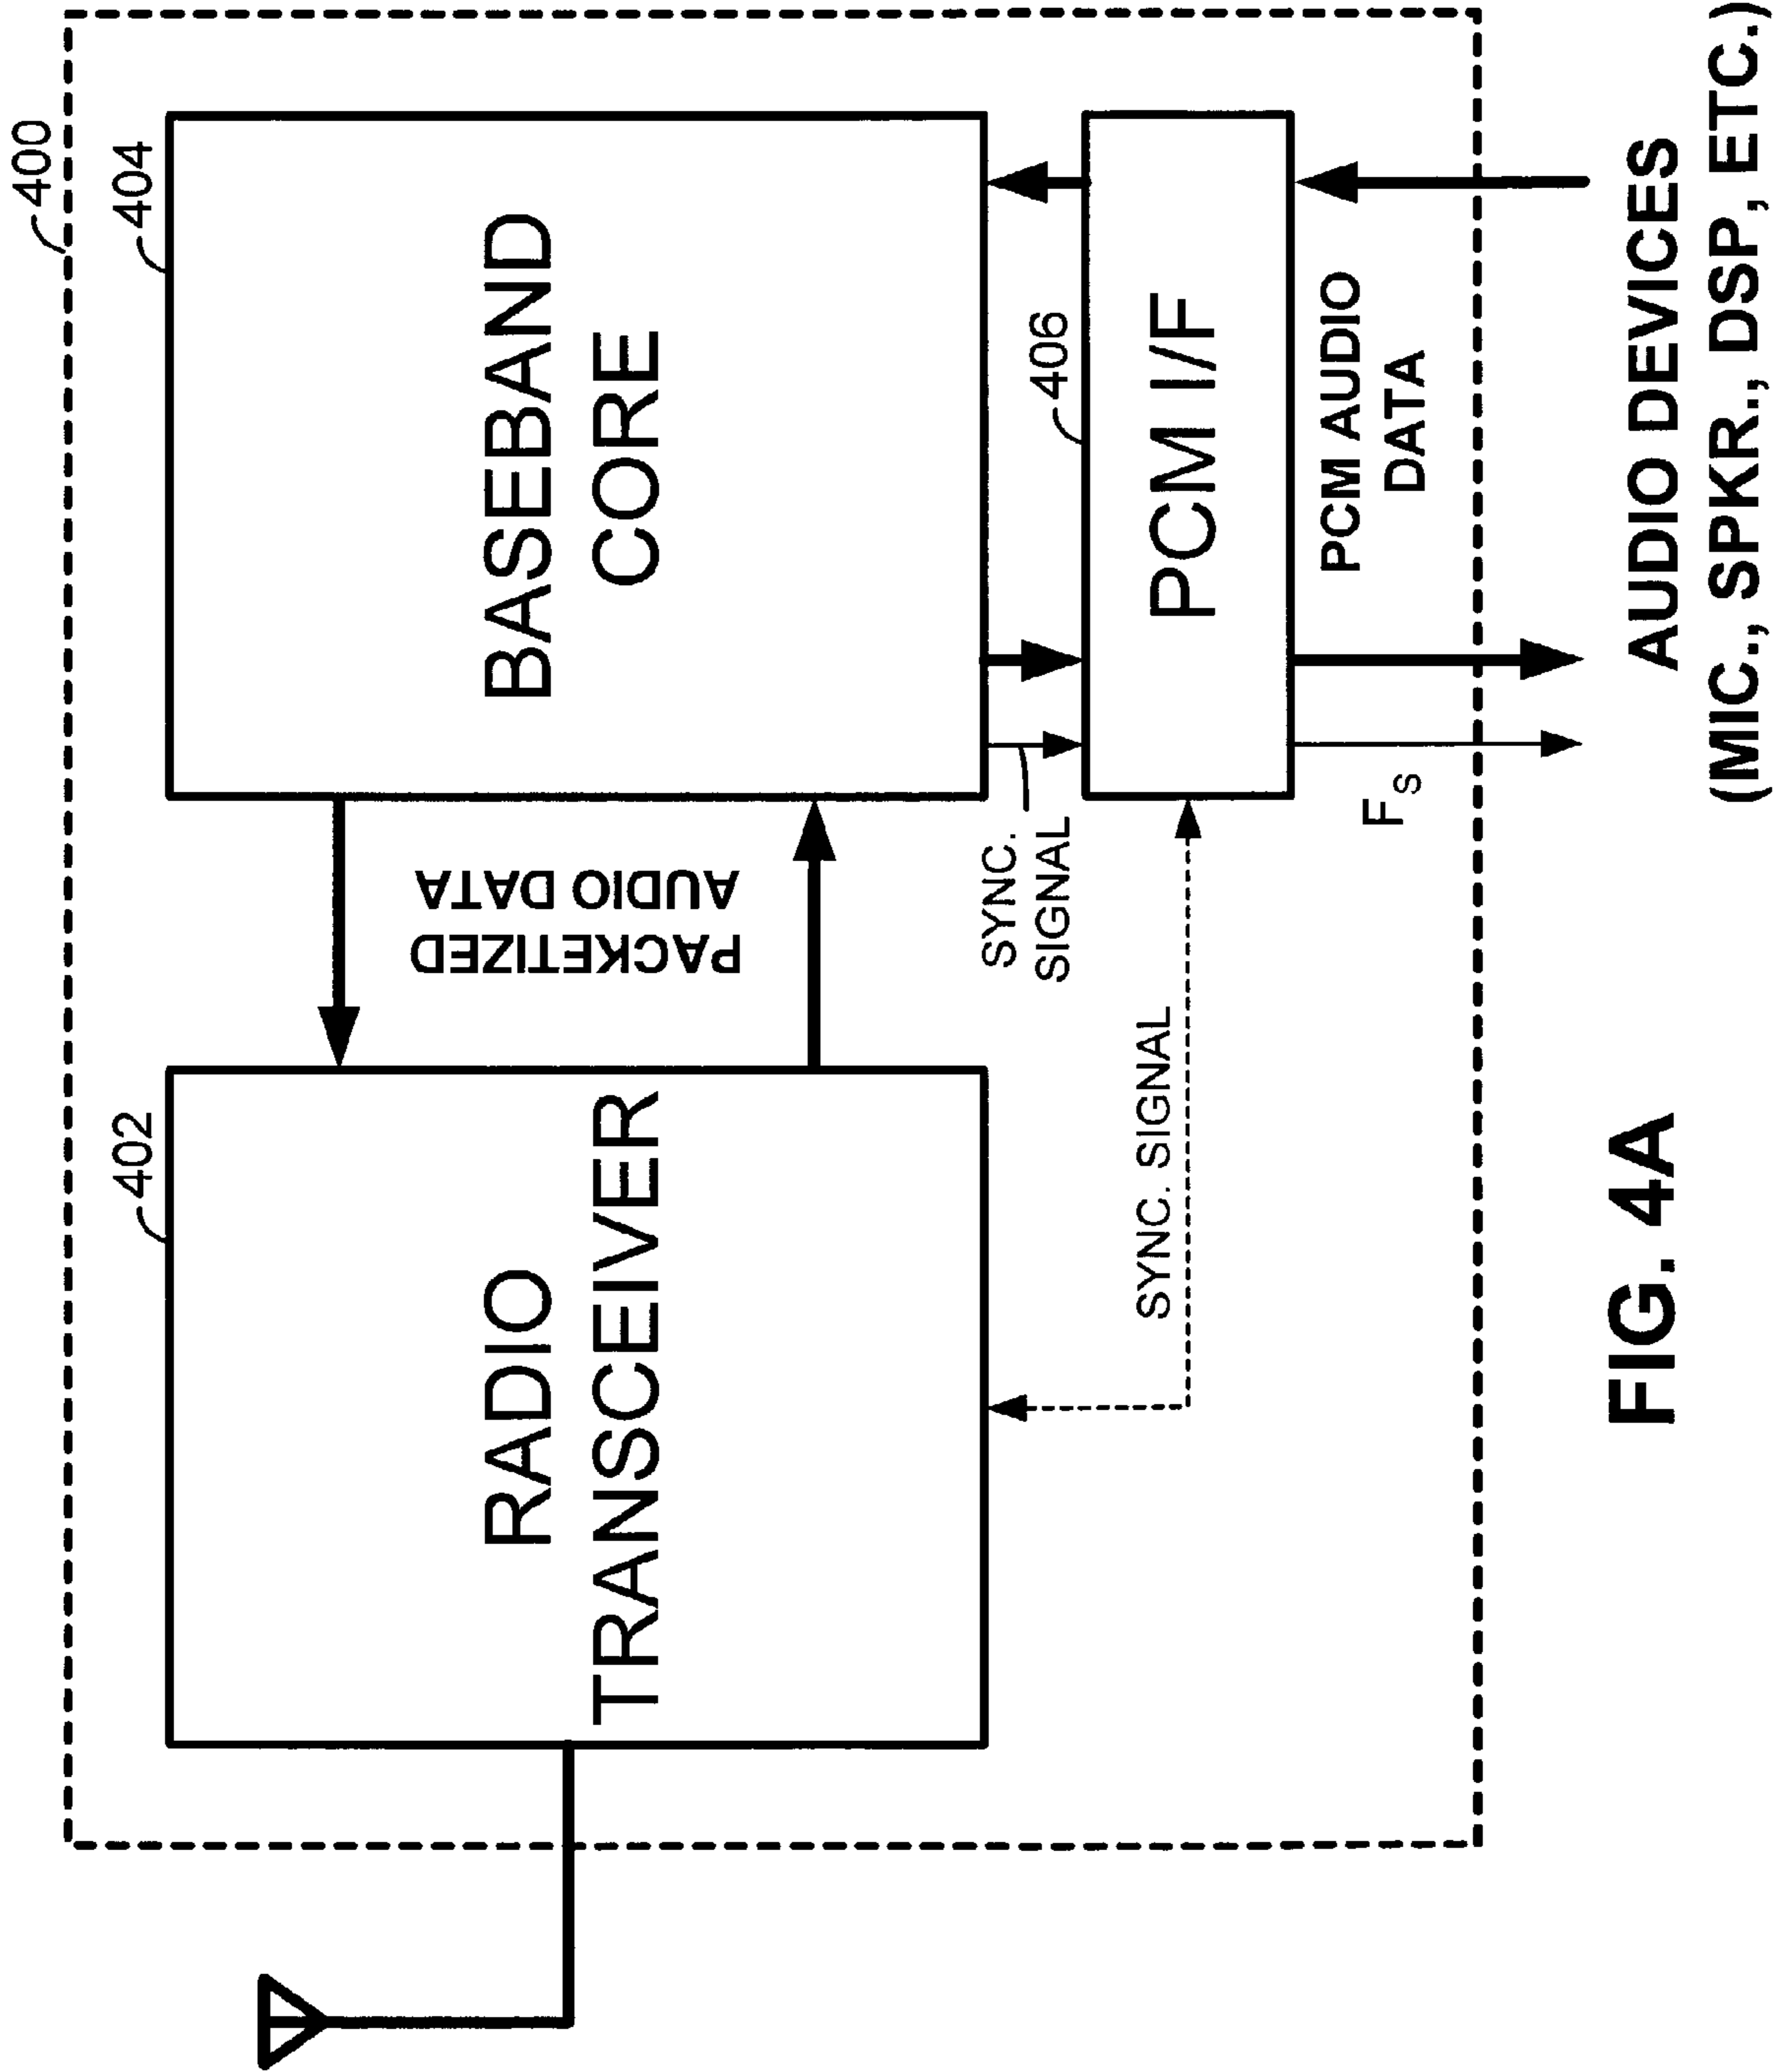 400
402
RADIO
TRANSCEIVER
404
BASEBAND
CORE
PACKETIZED
AUDIO DATA
SYNC.
SIGNAL
SYNC. SIGNAL
406
PCM I/F
F S
PCM AUDIO
DATA
AUDIO DEVICES
(MIC., SPKR., DSP, ETC.)
FIG. 4A